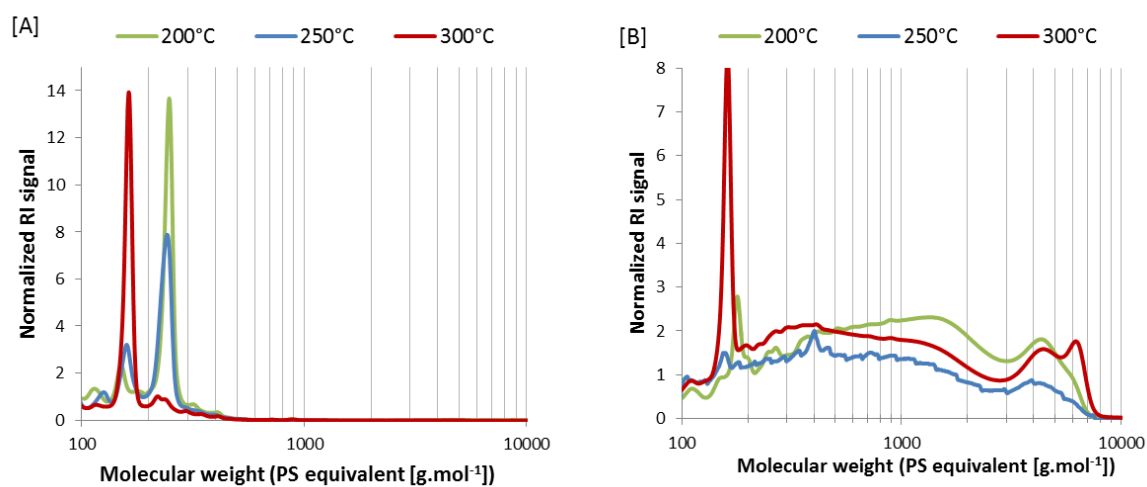 [A]
200°C 250°C 300°C
Normalized RI signal
14
12
10
8
6
4
2
0
100 1000 10000
Molecular weight (PS equivalent [g.mol⁻¹])
[B]
200°C 250°C 300°C
Normalized RI signal
8
7
6
5
4
3
2
1
0
100 1000 10000
Molecular weight (PS equivalent [g.mol⁻¹])